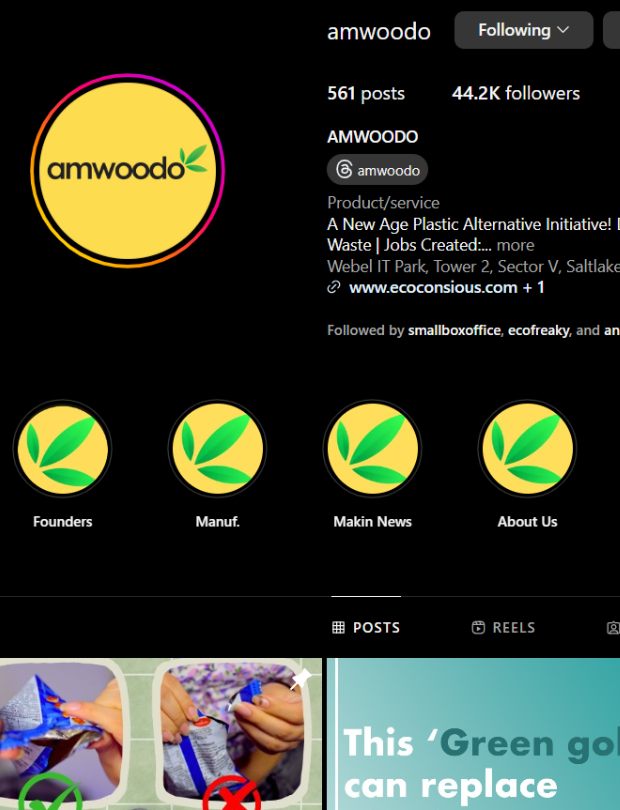 amwoodo Following
561 posts 44.2K followers
amwoodo
AMWOODO
amwoodo
Product/service
A New Age Plastic Alternative Initiative!
Waste | Jobs Created:... more
Webel IT Park, Tower 2, Sector V, Saltlake
www.ecoconsious.com + 1
Followed by smallboxoffice, ecofreaky, and an
Founders Manuf. Makin News About Us
POSTS REELS
This ‘Green gol
can replace